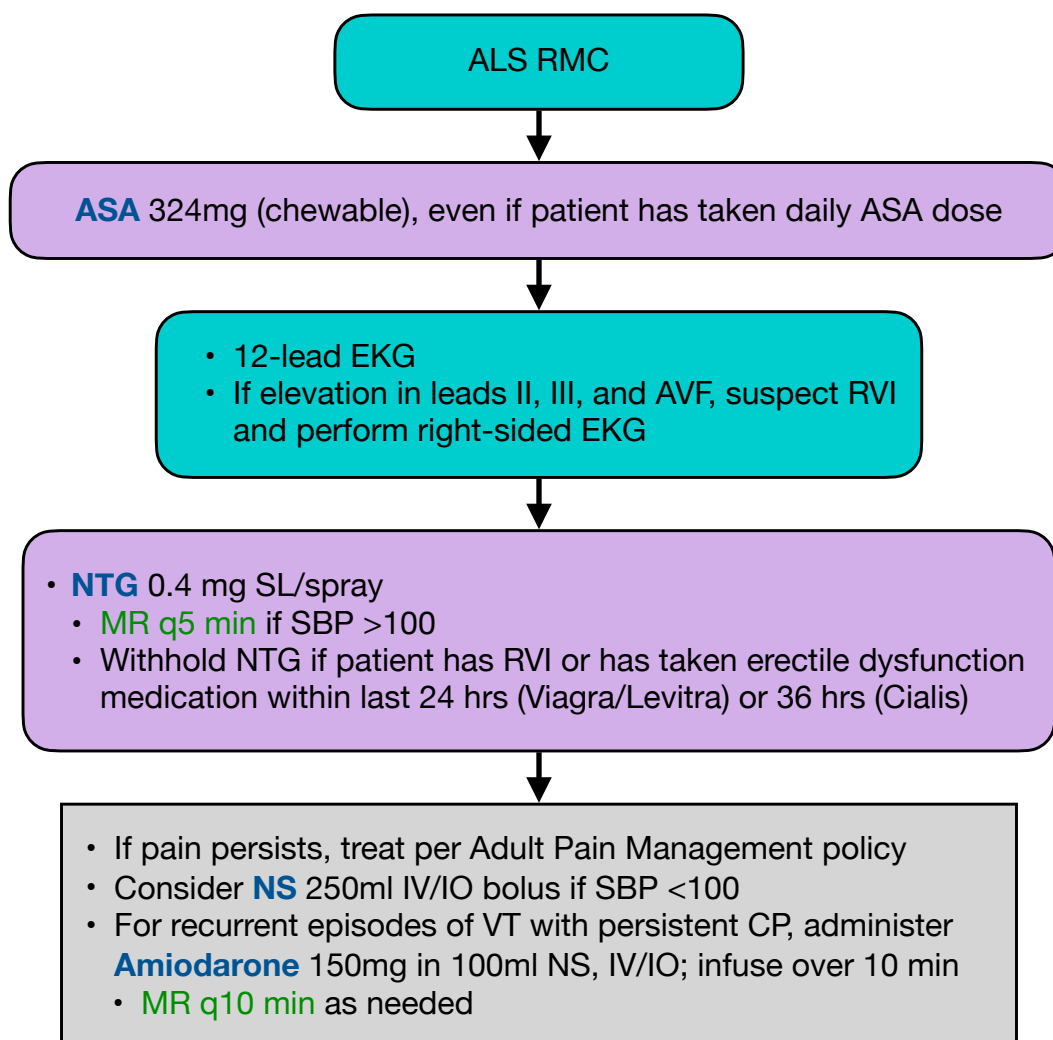 ALS RMC
ASA 324mg (chewable), even if patient has taken daily ASA dose
• 12-lead EKG
• If elevation in leads II, III, and AVF, suspect RVI
and perform right-sided EKG
• NTG 0.4 mg SL/spray
• MR q5 min if SBP >100
• Withhold NTG if patient has RVI or has taken erectile dysfunction
medication within last 24 hrs (Viagra/Levitra) or 36 hrs (Cialis)
• If pain persists, treat per Adult Pain Management policy
• Consider NS 250ml IV/IO bolus if SBP <100
• For recurrent episodes of VT with persistent CP, administer
Amiodarone 150mg in 100ml NS, IV/IO; infuse over 10 min
• MR q10 min as needed